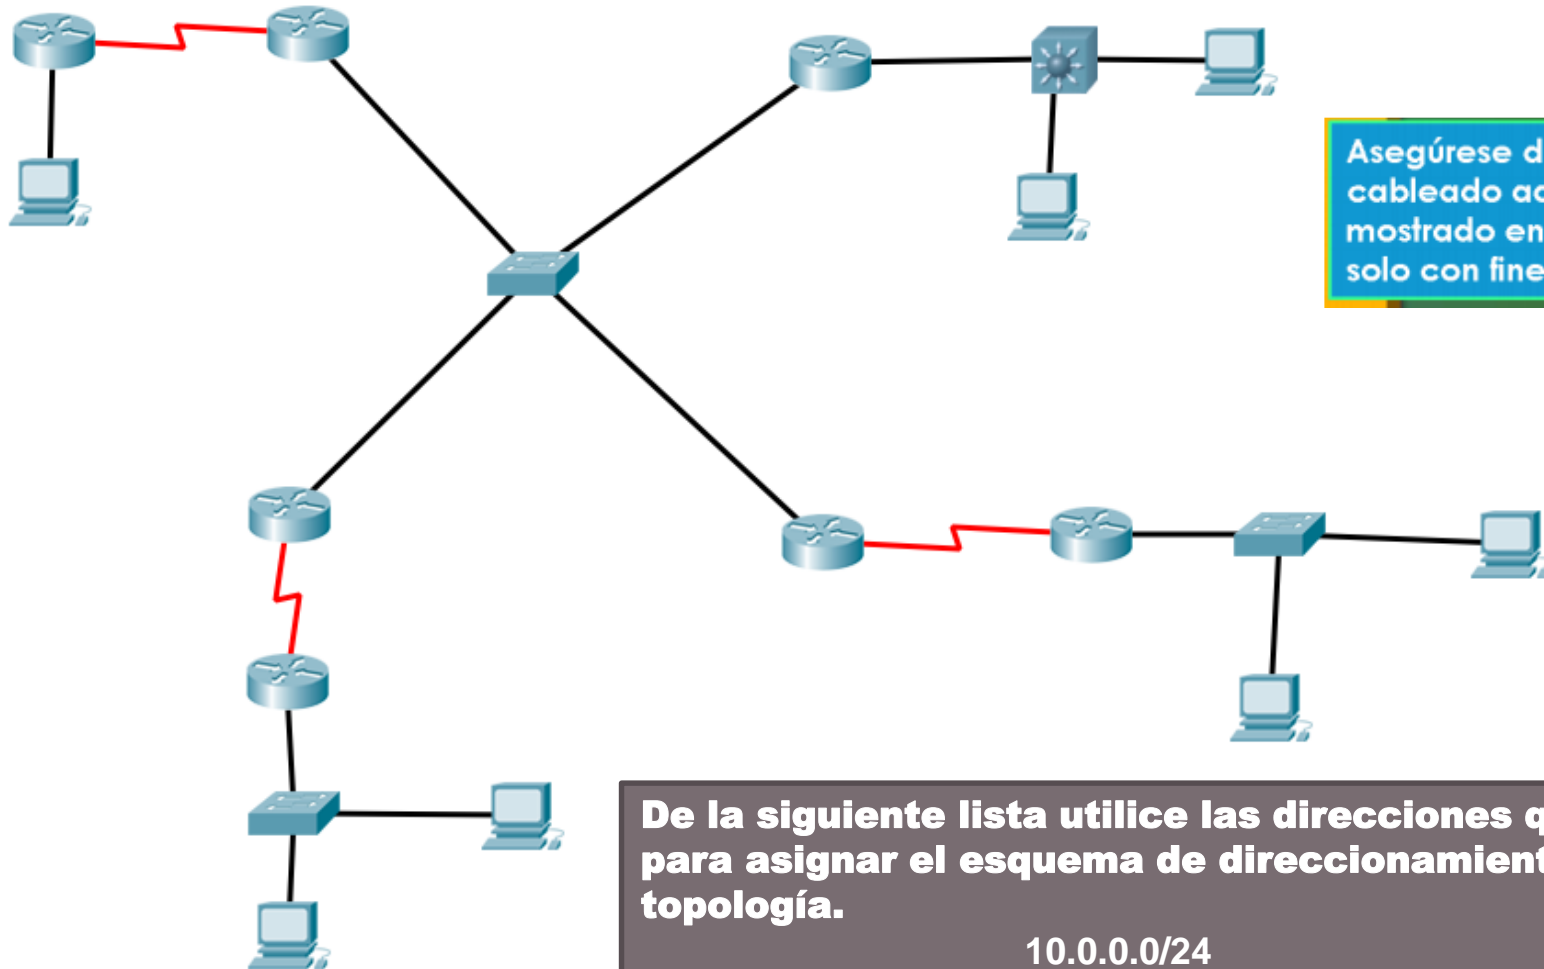 Asegúrese d
cableado ad
mostrado en
solo con fine
De la siguiente lista utilice las direcciones q
para asignar el esquema de direccionamient
topología.
10.0.0.0/24